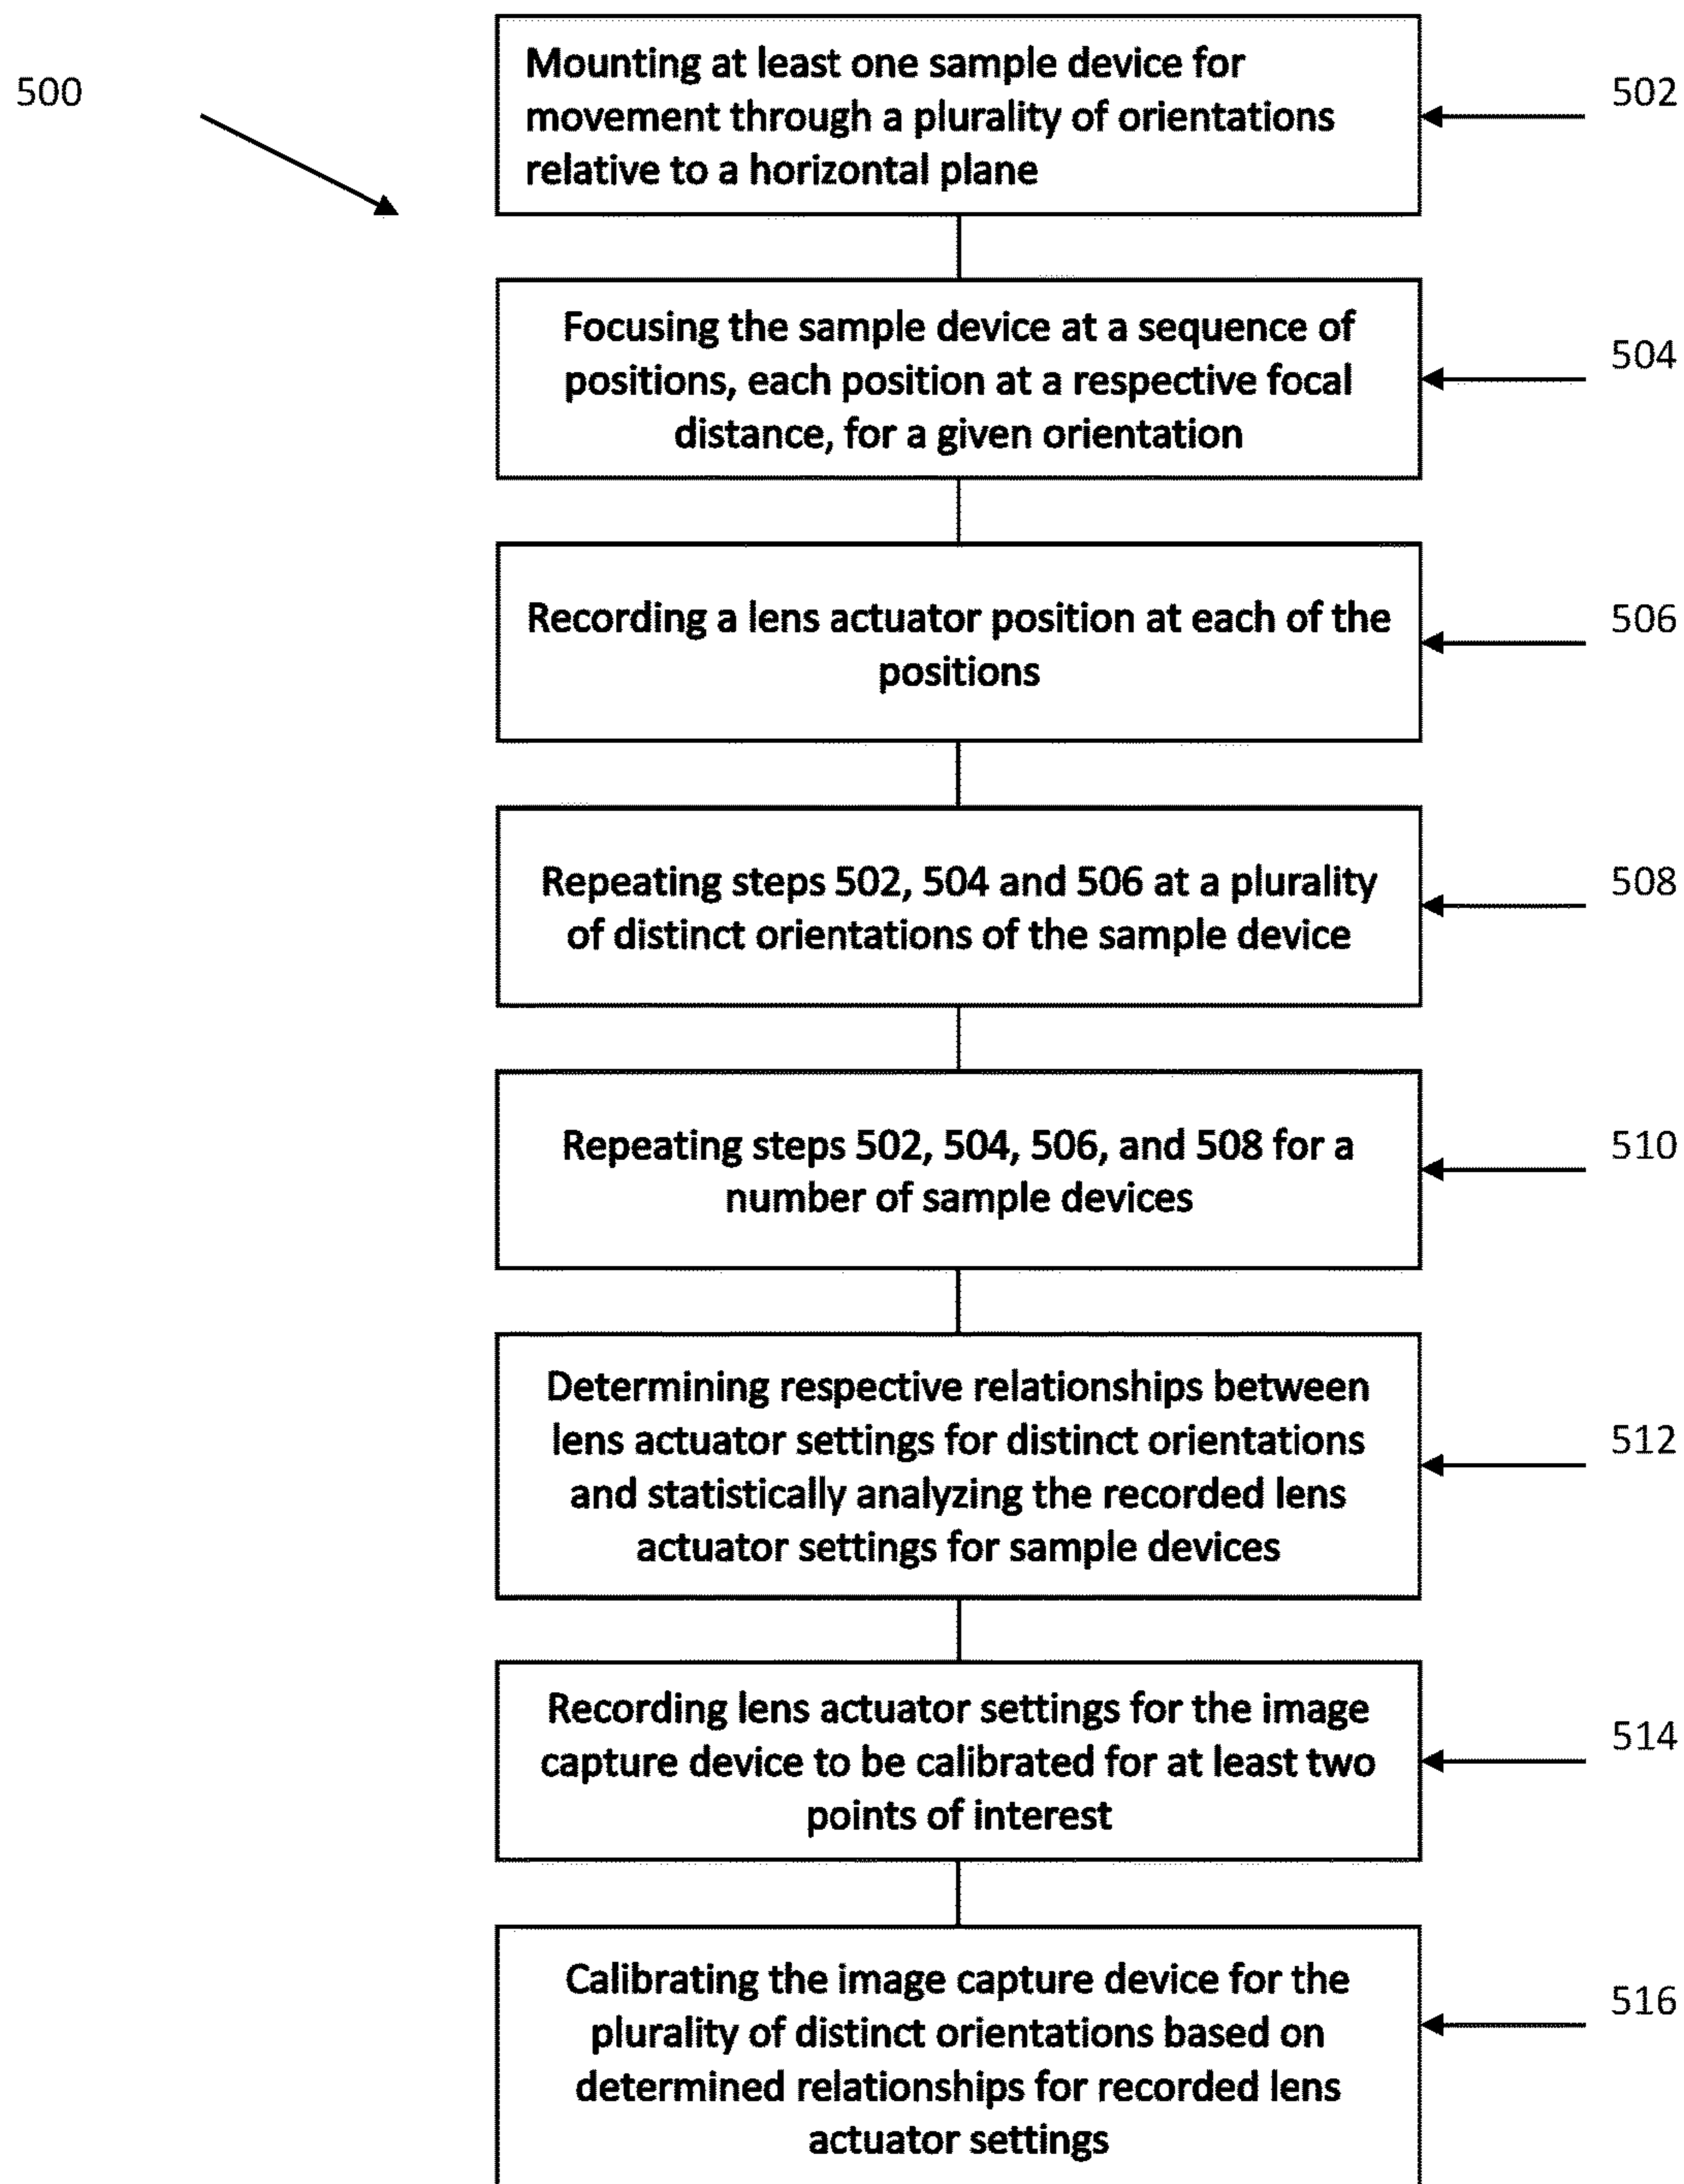 500
Mounting at least one sample device for
movement through a plurality of orientations
relative to a horizontal plane
502
Focusing the sample device at a sequence of
positions, each position at a respective focal
distance, for a given orientation
504
Recording a lens actuator position at each of the
positions
506
Repeating steps 502, 504 and 506 at a plurality
of distinct orientations of the sample device
508
Repeating steps 502, 504, 506, and 508 for a
number of sample devices
510
Determining respective relationships between
lens actuator settings for distinct orientations
and statistically analyzing the recorded lens
actuator settings for sample devices
512
Recording lens actuator settings for the image
capture device to be calibrated for at least two
points of interest
514
Calibrating the image capture device for the
plurality of distinct orientations based on
determined relationships for recorded lens
actuator settings
516